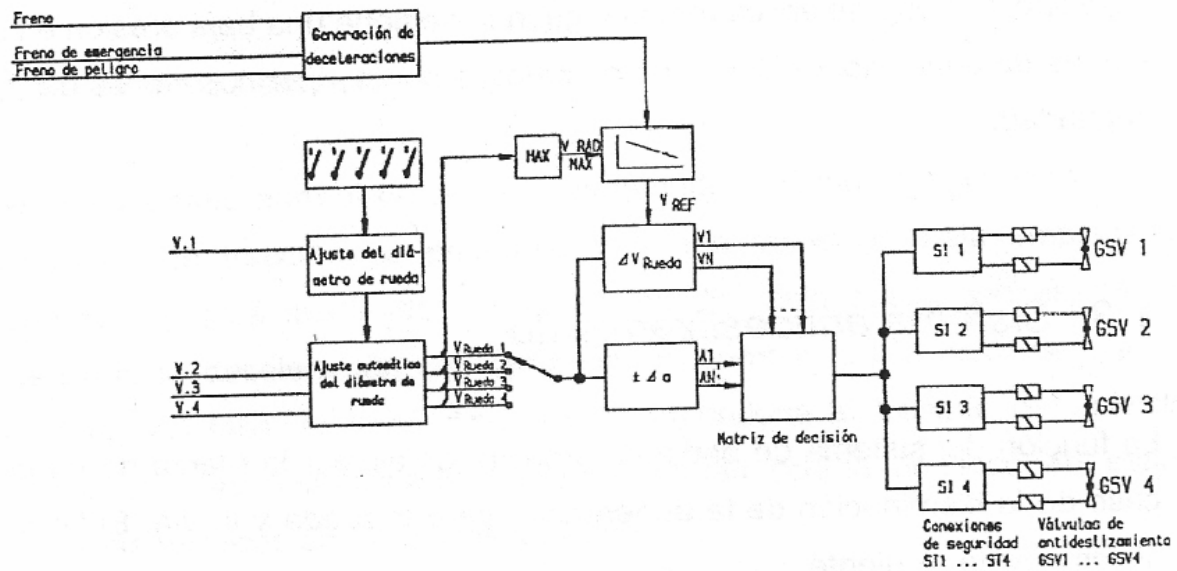 Freno
Freno de emergencia
Freno de peligro
Generación de
deceleraciones
MAX
V RAD
MAX
V REF
V.1
Ajuste del diá-
metro de rueda
Δ V Rueda
V1
VN
SI 1
GSV 1
V.2
V.3
V.4
Ajuste automático
del diámetro de
rueda
V Rueda 1
V Rueda 2
V Rueda 3
V Rueda 4
± Δ a
A1
AN
Matriz de decisión
SI 2
GSV 2
SI 3
GSV 3
SI 4
GSV 4
Conexiones
de seguridad
ST1 ... ST4
Válvulas de
antideslizamiento
GSV1 ... GSV4